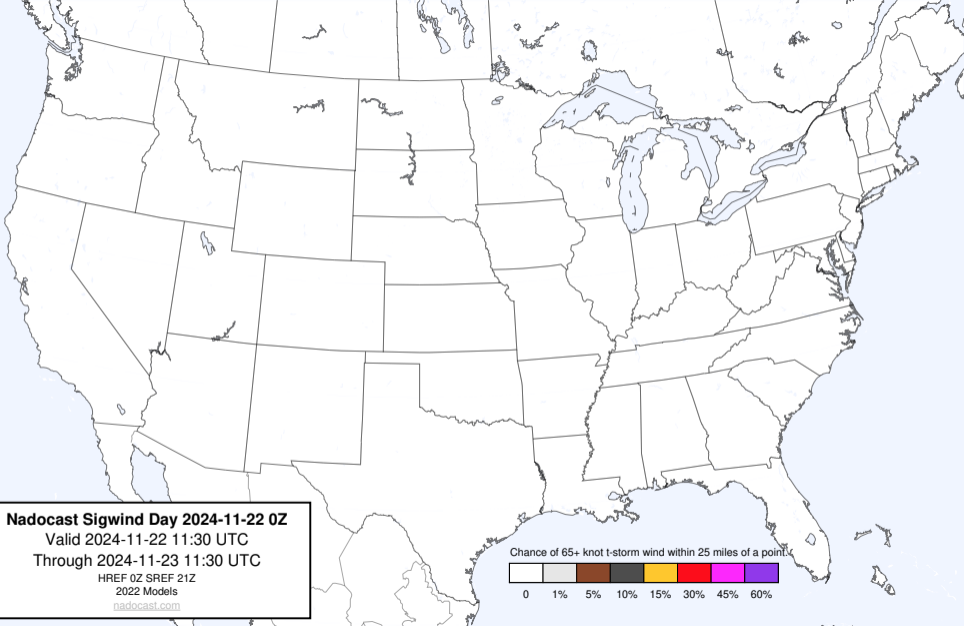 Nadocast Sigwind Day 2024-11-22 0Z
Valid 2024-11-22 11:30 UTC
Through 2024-11-23 11:30 UTC
HREF 0Z SREF 21Z
2022 Models
nadocast.com
Chance of 65+ knot t-storm wind within 25 miles of a point.
0 1% 5% 10% 15% 30% 45% 60%